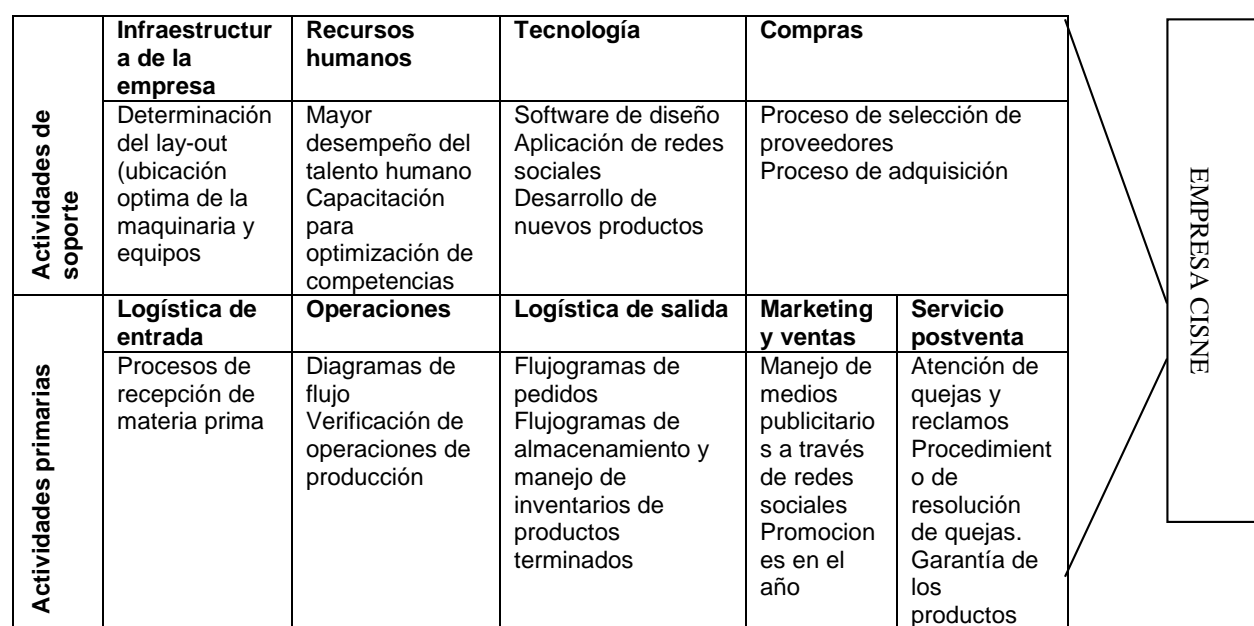 Actividades de
soporte
Infraestructur
a de la
empresa
Recursos
humanos
Tecnología
Compras
Determinación
del lay-out
(ubicación
optima de la
maquinaria y
equipos
Mayor
desempeño del
talento humano
Capacitación
para
optimización de
competencias
Software de diseño
Aplicación de redes
sociales
Desarrollo de
nuevos productos
Proceso de selección de
proveedores
Proceso de adquisición
Actividades primarias
Logística de
entrada
Operaciones
Logística de salida
Marketing
y ventas
Servicio
postventa
Procesos de
recepción de
materia prima
Diagramas de
flujo
Verificación de
operaciones de
producción
Flujogramas de
pedidos
Flujogramas de
almacenamiento y
manejo de
inventarios de
productos
terminados
Manejo de
medios
publicitario
s a través
de redes
sociales
Promocion
es en el
año
Atención de
quejas y
reclamos
Procedimient
o de
resolución
de quejas.
Garantía de
los
productos
EMPRESA CISNE